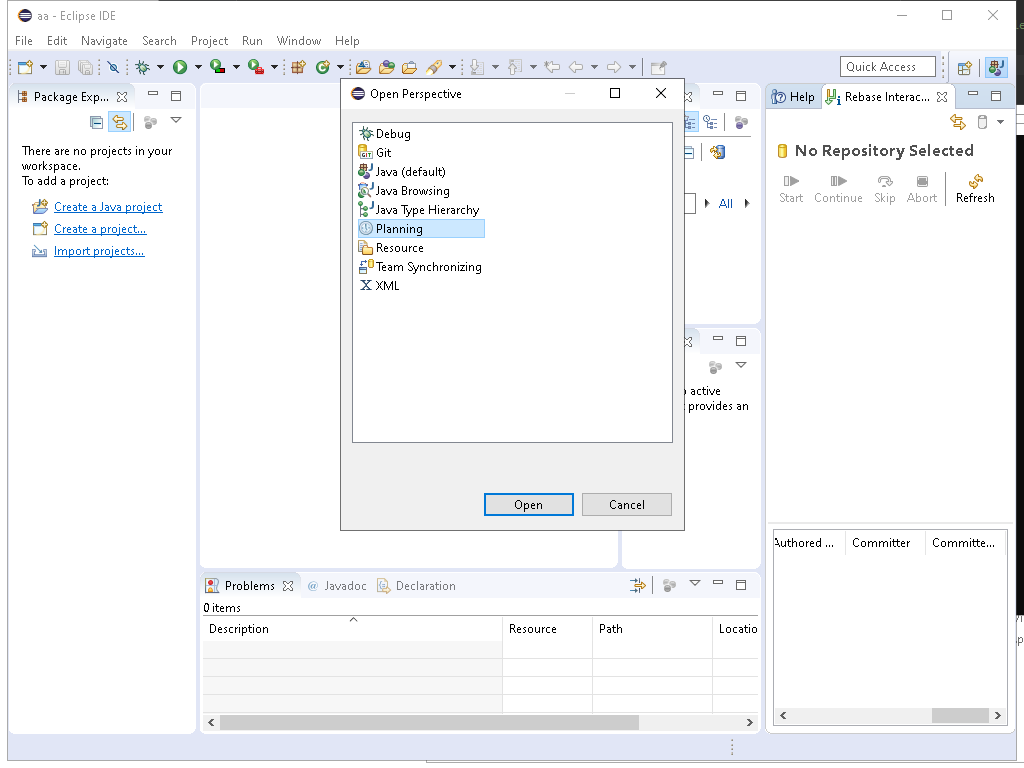 aa - Eclipse IDE
File Edit Navigate Search Project Run Window Help
Quick Access
Package Exp...
There are no projects in your
workspace.
To add a project:
Create a Java project
Create a project...
Import projects...
Open Perspective
Debug
Git
Java (default)
Java Browsing
Java Type Hierarchy
Planning
Resource
Team Synchronizing
XML
Open Cancel
All
active
provides an
Help Rebase Interac...
No Repository Selected
Start Continue Skip Abort Refresh
Authored ... Committer Committe...
Problems @ Javadoc Declaration
0 items
Description Resource Path Locatio